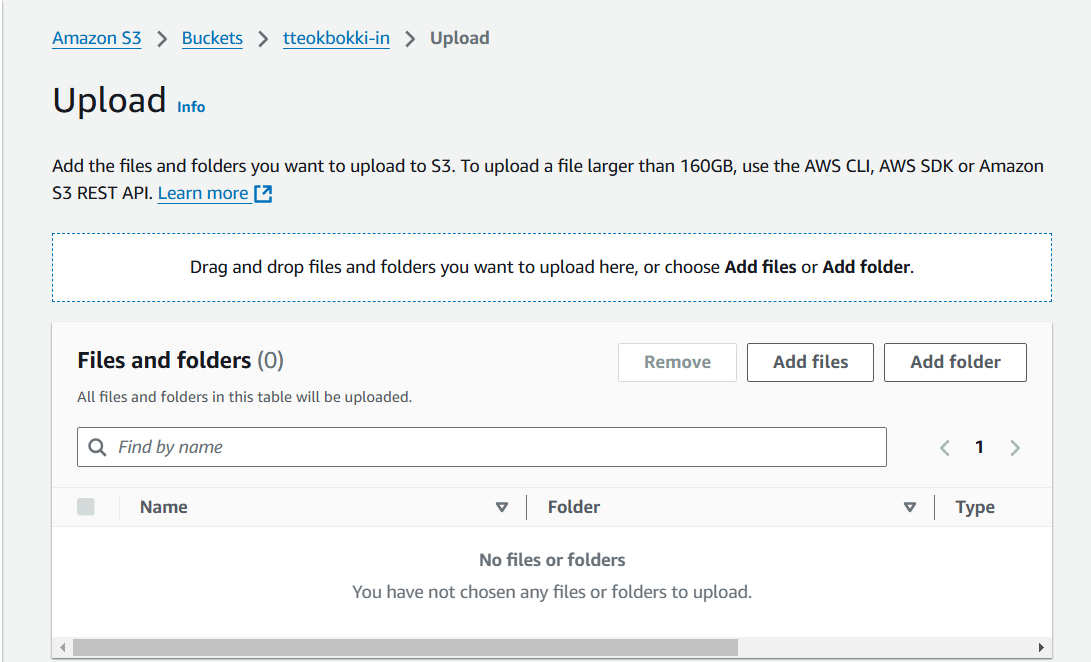 Amazon S3 > Buckets > tteokbokki-in > Upload
Upload Info
Add the files and folders you want to upload to S3. To upload a file larger than 160GB, use the AWS CLI, AWS SDK or Amazon
S3 REST API. Learn more
Drag and drop files and folders you want to upload here, or choose Add files or Add folder.
Files and folders (0)
Remove
Add files
Add folder
All files and folders in this table will be uploaded.
Find by name
1
Name
Folder
Type
No files or folders
You have not chosen any files or folders to upload.